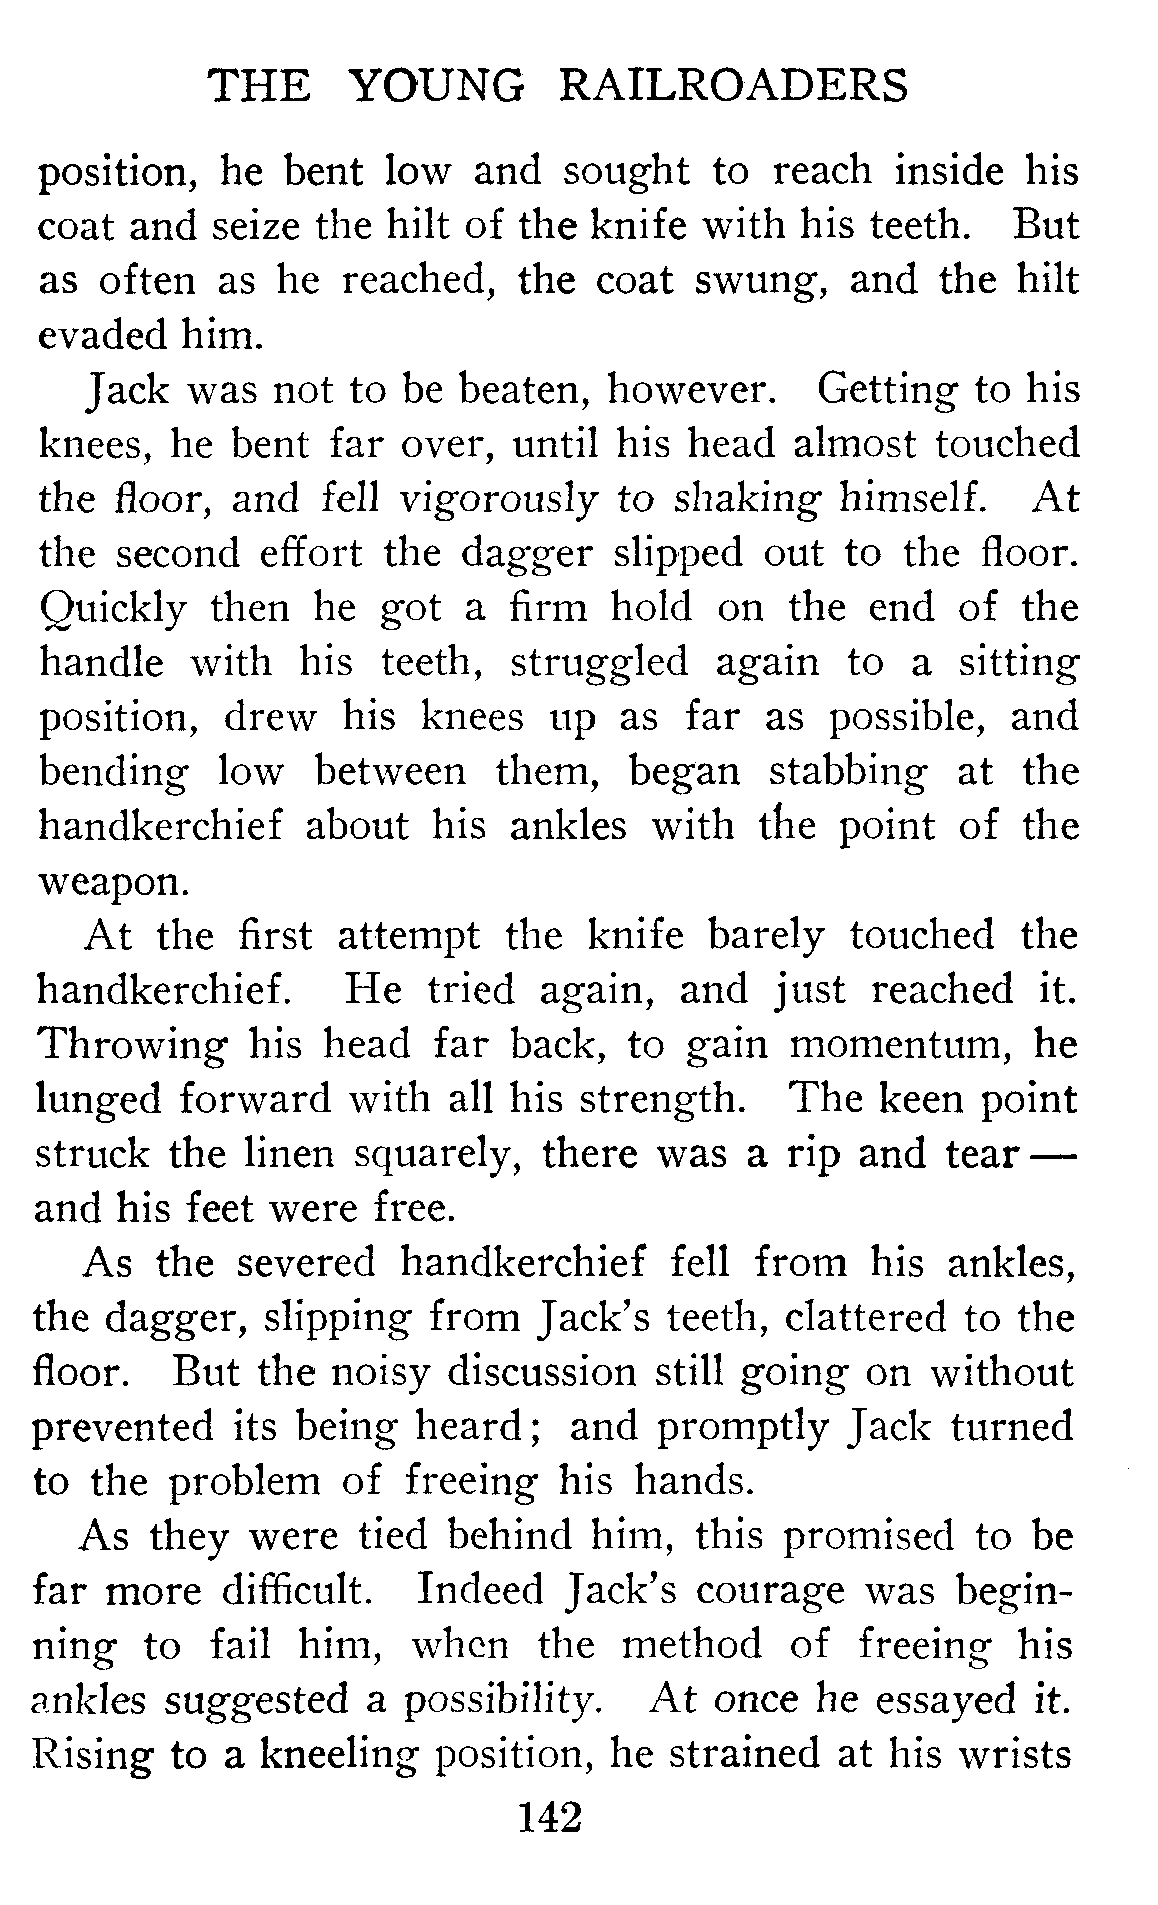 THE YOUNG RAILROADERS
position, he bent low and sought to reach inside his
coat and seize the hilt of the knife with his teeth. But
as often as he reached, the coat swung, and the hilt
evaded him.
Jack was not to be beaten, however. Getting to his
knees, he bent far over, until his head almost touched
the floor, and fell vigorously to shaking himself. At
the second effort the dagger slipped out to the floor.
Quickly then he got a firm hold on the end of the
handle with his teeth, struggled again to a sitting
position, drew his knees up as far as possible, and
bending low between them, began stabbing at the
handkerchief about his ankles with the point of the
weapon.
At the first attempt the knife barely touched the
handkerchief. He tried again, and just reached it.
Throwing his head far back, to gain momentum, he
lunged forward with all his strength. The keen point
struck the linen squarely, there was a rip and tear—
and his feet were free.
As the severed handkerchief fell from his ankles,
the dagger, slipping from Jack's teeth, clattered to the
floor. But the noisy discussion still going on without
prevented its being heard; and promptly Jack turned
to the problem of freeing his hands.
As they were tied behind him, this promised to be
far more difficult. Indeed Jack's courage was begin-
ning to fail him, when the method of freeing his
ankles suggested a possibility. At once he essayed it.
Rising to a kneeling position, he strained at his wrists
142